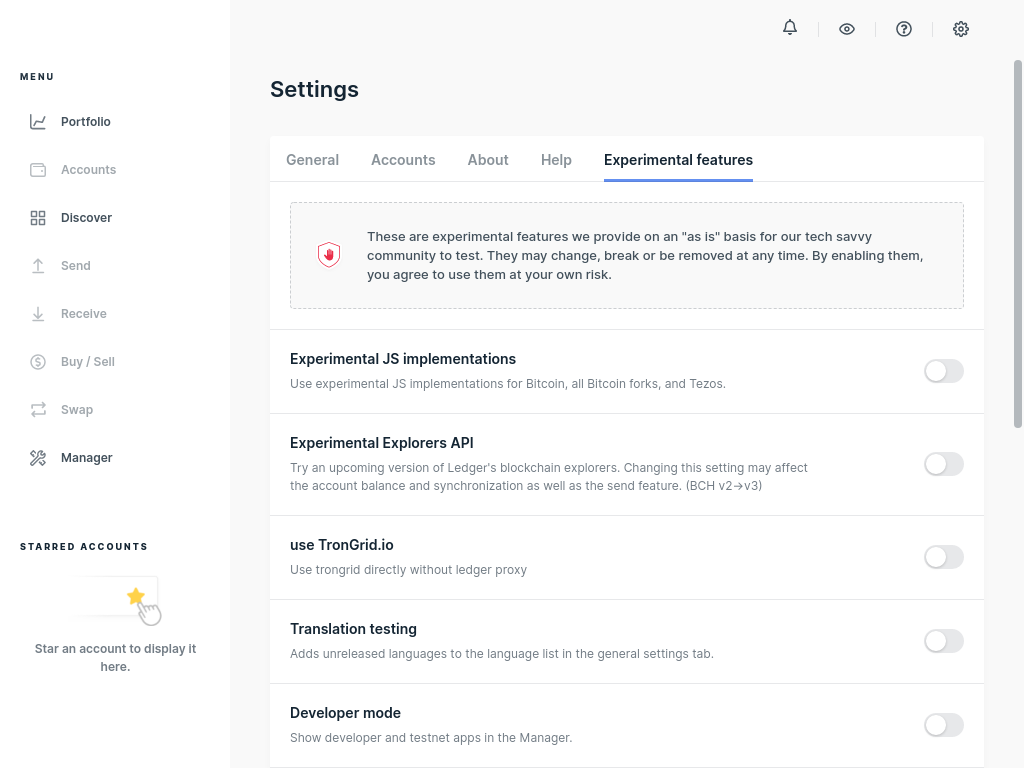 MENU
Portfolio
Accounts
Discover
Send
Receive
Buy / Sell
Swap
Manager
STARRED ACCOUNTS
Star an account to display it
here.
Settings
General Accounts About Help Experimental features
These are experimental features we provide on an "as is" basis for our tech savvy
community to test. They may change, break or be removed at any time. By enabling them,
you agree to use them at your own risk.
Experimental JS implementations
Use experimental JS implementations for Bitcoin, all Bitcoin forks, and Tezos.
Experimental Explorers API
Try an upcoming version of Ledger's blockchain explorers. Changing this setting may affect
the account balance and synchronization as well as the send feature. (BCH v2→v3)
use TronGrid.io
Use trongrid directly without ledger proxy
Translation testing
Adds unreleased languages to the language list in the general settings tab.
Developer mode
Show developer and testnet apps in the Manager.